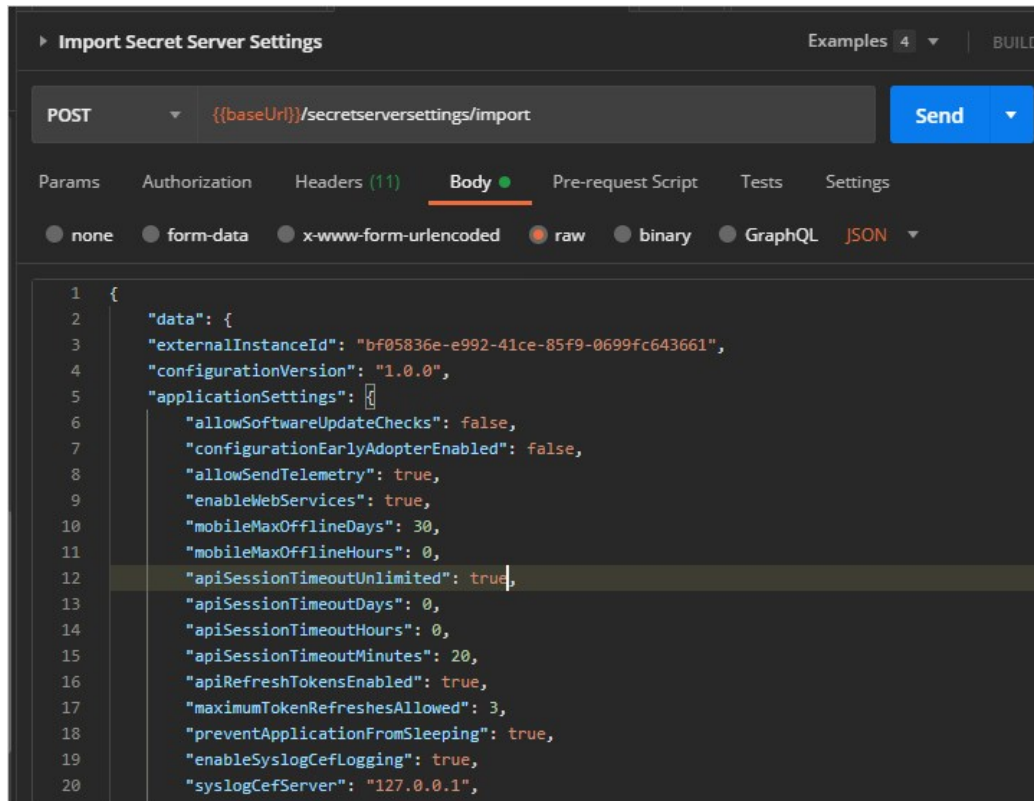 Import Secret Server Settings Examples 4 BUILD
POST {{baseUrl}}/secretserversettings/import Send
Params Authorization Headers (11) Body Pre-request Script Tests Settings
none form-data x-www-form-urlencoded raw binary GraphQL JSON
1 {
2 "data": {
3 "externalInstanceId": "bf05836e-e992-41ce-85f9-0699fc643661",
4 "configurationVersion": "1.0.0",
5 "applicationSettings": {
6 "allowSoftwareUpdateChecks": false,
7 "configurationEarlyAdopterEnabled": false,
8 "allowSendTelemetry": true,
9 "enableWebServices": true,
10 "mobileMaxOfflineDays": 30,
11 "mobileMaxOfflineHours": 0,
12 "apiSessionTimeoutUnlimited": true,
13 "apiSessionTimeoutDays": 0,
14 "apiSessionTimeoutHours": 0,
15 "apiSessionTimeoutMinutes": 20,
16 "apiRefreshTokensEnabled": true,
17 "maximumTokenRefreshesAllowed": 3,
18 "preventApplicationFromSleeping": true,
19 "enableSyslogCefLogging": true,
20 "syslogCefServer": "127.0.0.1",